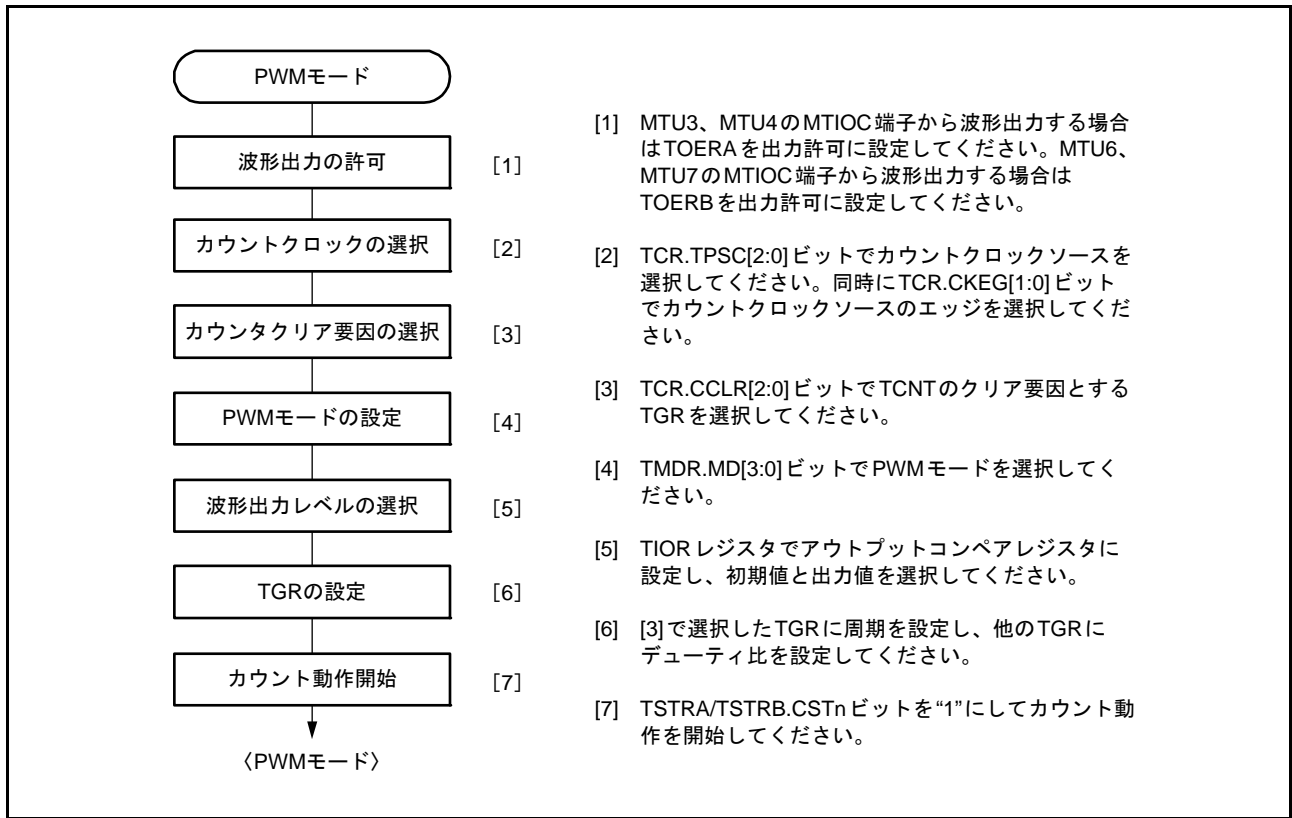 PWMモード
波形出力の許可
[1]
カウントクロックの選択
[2]
カウンタクリア要因の選択
[3]
PWMモードの設定
[4]
波形出力レベルの選択
[5]
TGRの設定
[6]
カウント動作開始
[7]
〈PWMモード〉
[1] MTU3、MTU4のMTIOC端子から波形出力する場合
はTOERAを出力許可に設定してください。MTU6、
MTU7のMTIOC端子から波形出力する場合は
TOERBを出力許可に設定してください。
[2] TCR.TPSC[2:0]ビットでカウントクロックソースを
選択してください。同時にTCR.CKEG[1:0]ビット
でカウントクロックソースのエッジを選択してくだ
さい。
[3] TCR.CCLR[2:0]ビットでTCNTのクリア要因とする
TGRを選択してください。
[4] TMDR.MD[3:0]ビットでPWMモードを選択してく
ださい。
[5] TIORレジスタでアウトプットコンペアレジスタに
設定し、初期値と出力値を選択してください。
[6] [3]で選択したTGRに周期を設定し、他のTGRに
デューティ比を設定してください。
[7] TSTRA/TSTRB.CSTnビットを“1”にしてカウント動
作を開始してください。